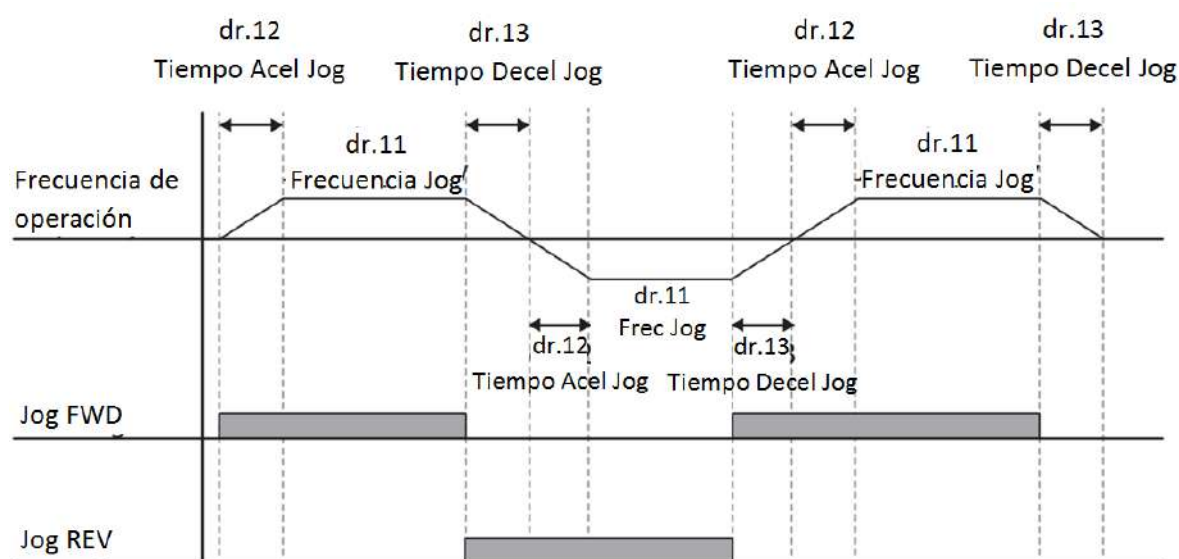 dr.12
Tiempo Acel Jog
dr.13
Tiempo Decel Jog
dr.12
Tiempo Acel Jog
dr.13
Tiempo Decel Jog
Frecuencia de
operación
dr.11
Frecuencia Jog
dr.11
Frecuencia Jog
dr.11
Frec Jog
dr.12
Tiempo Acel Jog
dr.13
Tiempo Decel Jog
Jog FWD
Jog REV